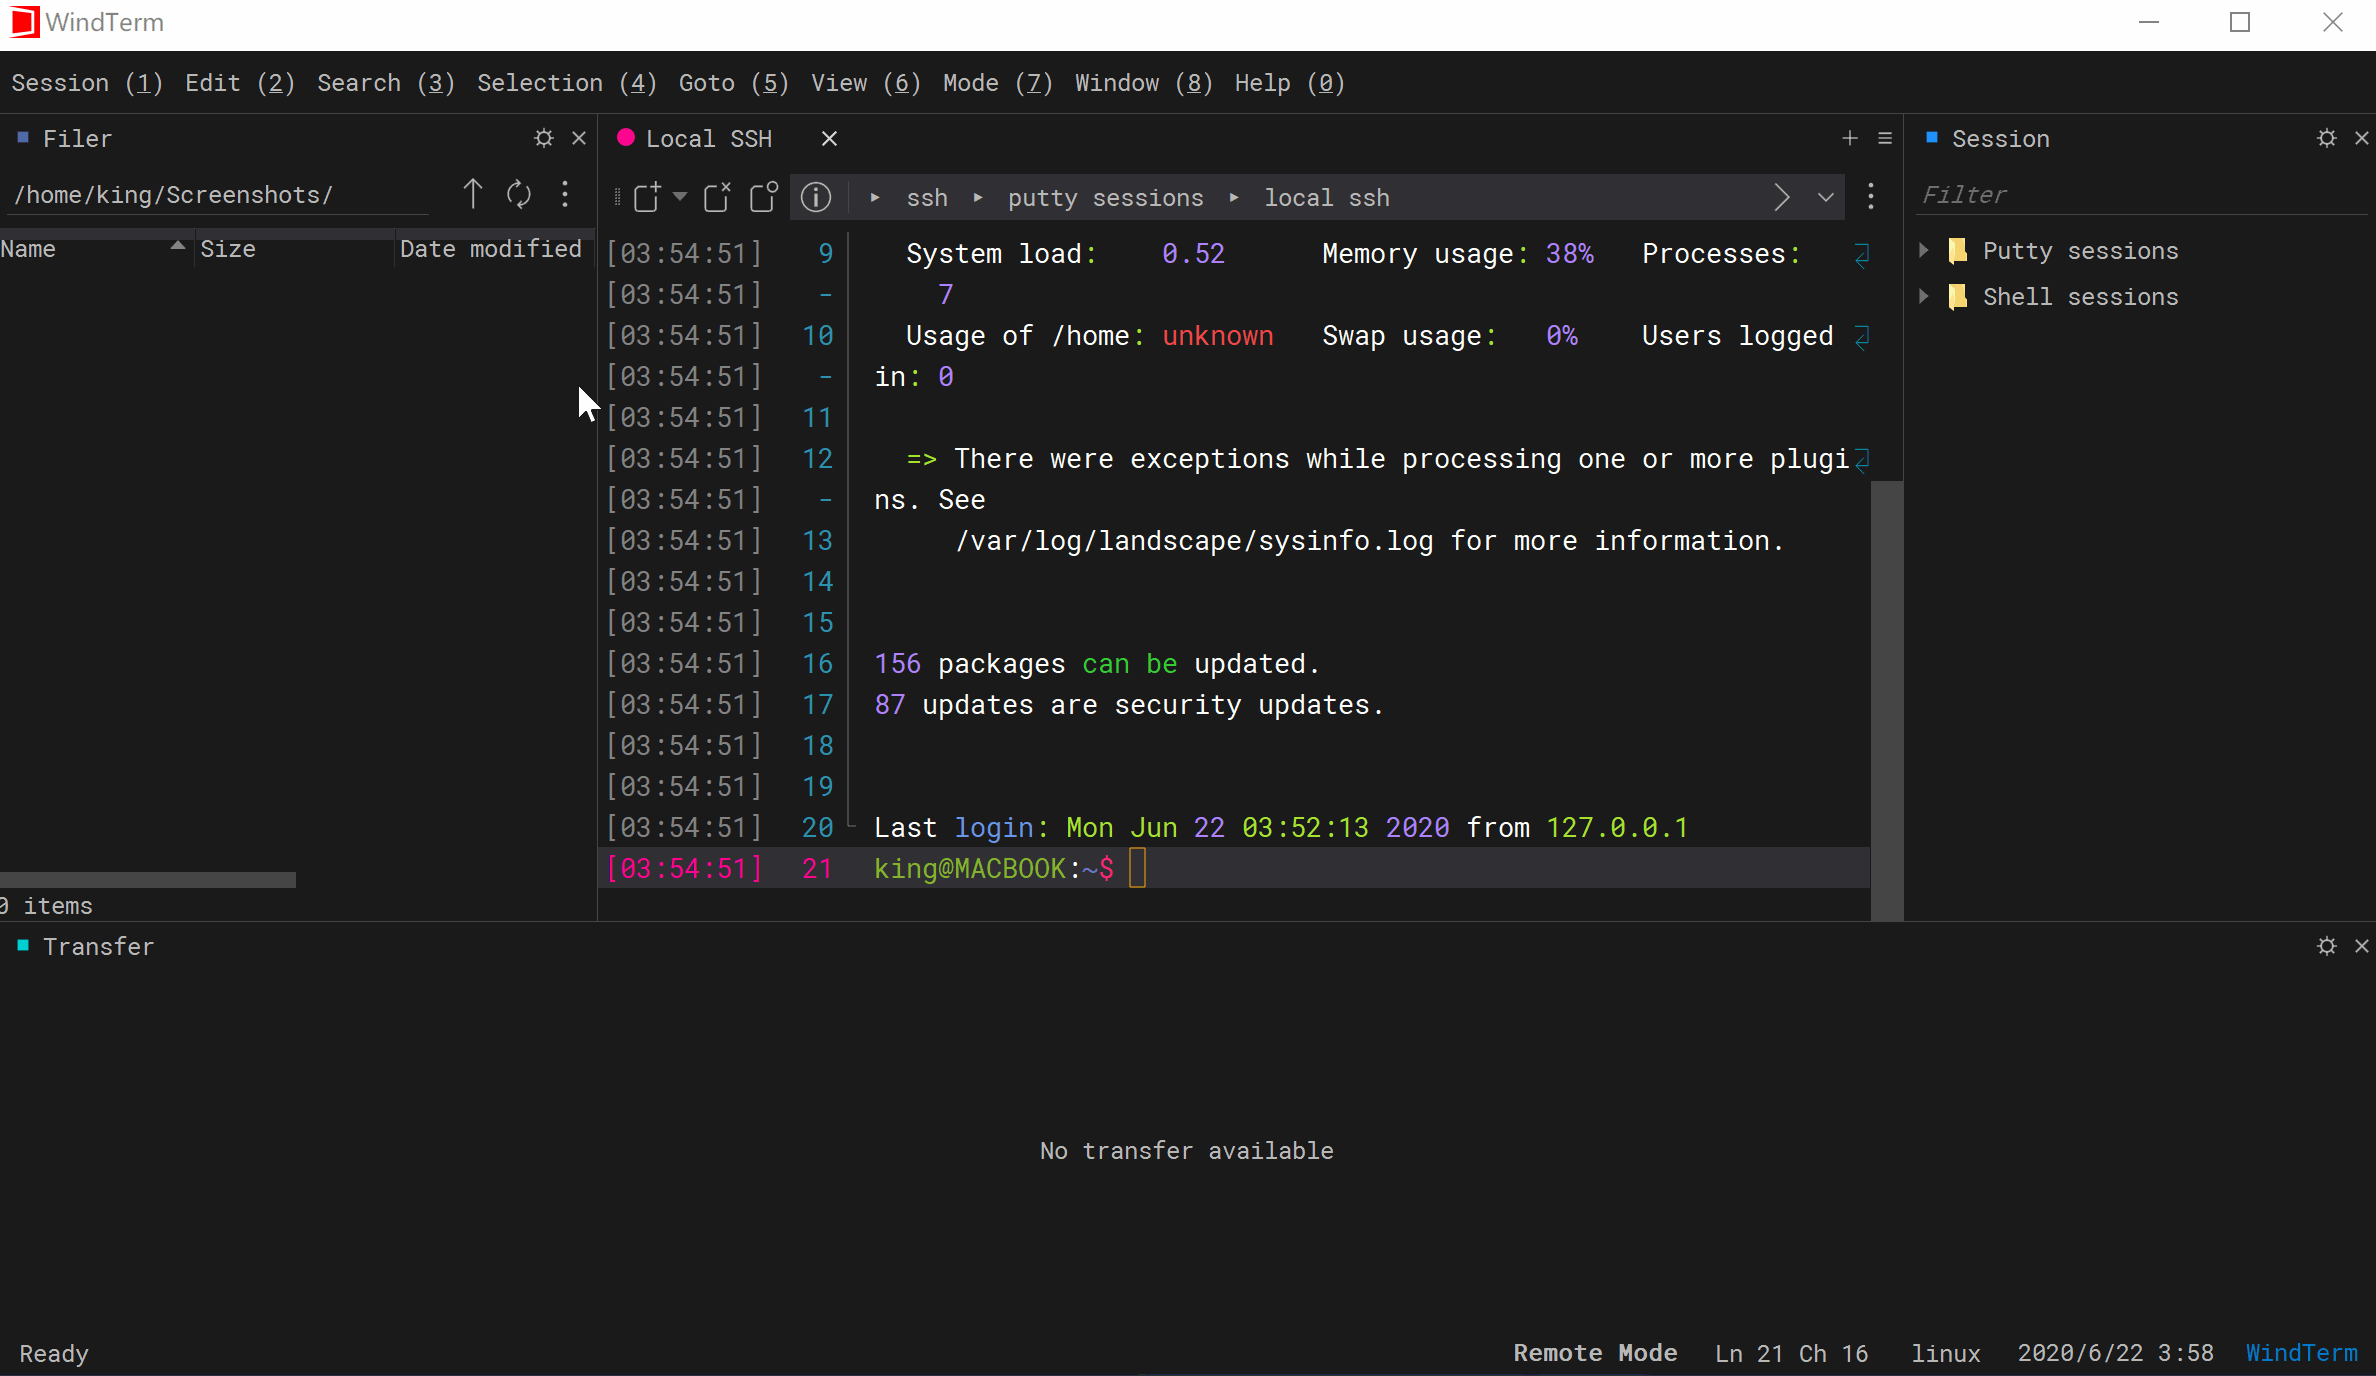 WindTerm
Session (1) Edit (2) Search (3) Selection (4) Goto (5) View (6) Mode (7) Window (8) Help (0)
Filer
/home/king/Screenshots/
Name Size Date modified
0 items
Local SSH
ssh putty sessions local ssh
[03:54:51] 9 System load: 0.52 Memory usage: 38% Processes:
[03:54:51] - 7
[03:54:51] 10 Usage of /home: unknown Swap usage: 0% Users logged
[03:54:51] - in: 0
[03:54:51] 11
[03:54:51] 12 => There were exceptions while processing one or more plugi
[03:54:51] - ns. See
[03:54:51] 13 /var/log/landscape/sysinfo.log for more information.
[03:54:51] 14
[03:54:51] 15
[03:54:51] 16 156 packages can be updated.
[03:54:51] 17 87 updates are security updates.
[03:54:51] 18
[03:54:51] 19
[03:54:51] 20 Last login: Mon Jun 22 03:52:13 2020 from 127.0.0.1
[03:54:51] 21 king@MACBOOK:~$
Session
Filter
Putty sessions
Shell sessions
Transfer
No transfer available
Ready
Remote Mode Ln 21 Ch 16 linux 2020/6/22 3:58 WindTerm